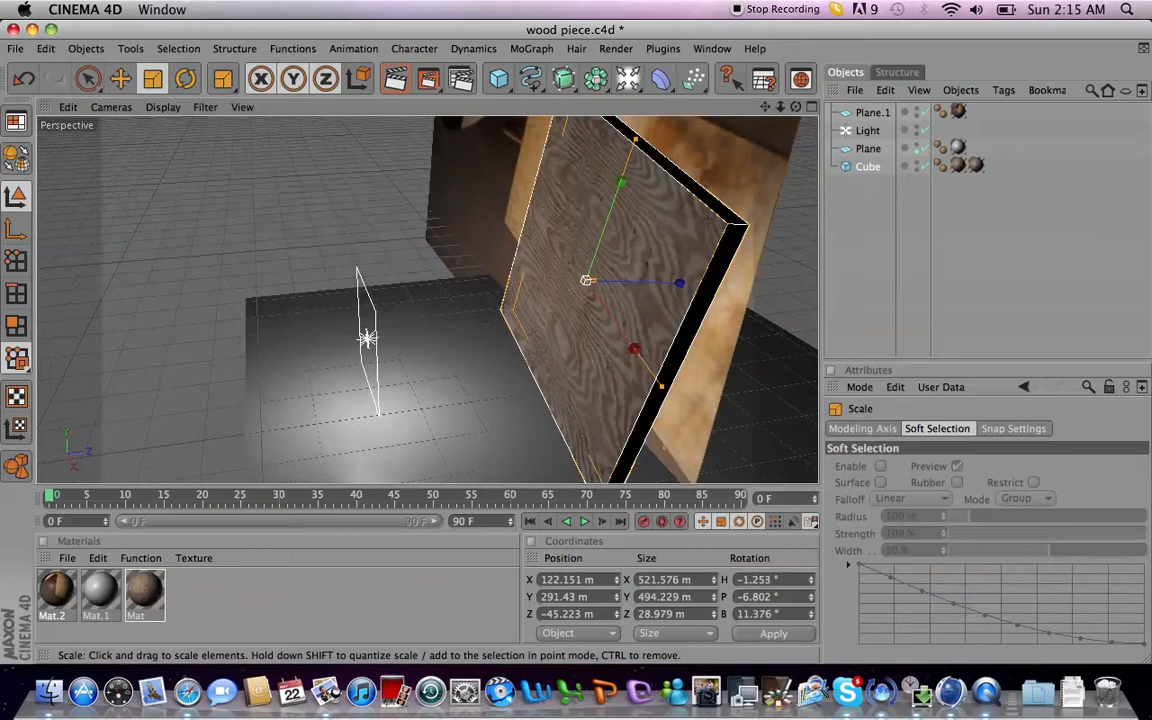 CINEMA 4D Window Stop Recording 9 Sun 2:15 AM
wood piece.c4d *
File Edit Objects Tools Selection Structure Functions Animation Character Dynamics MoGraph Hair Render Plugins Window Help
X Y Z
Objects Structure
File Edit View Objects Tags Bookma
Edit Cameras Display Filter View
Perspective
Plane.1
Light
Plane
Cube
Attributes
Mode Edit User Data
Scale
Modeling Axis Soft Selection Snap Settings
Soft Selection
Enable Preview
Surface Rubber Restrict
Falloff Linear Mode Group
Radius 100 m
Strength 100 %
Width .. 50 %
Y
Z
X
0 5 10 15 20 25 30 35 40 45 50 55 60 65 70 75 80 85 90 0 F
0 F 0 F 90 F 90 F
Materials
File Edit Function Texture
Mat.2 Mat.1 Mat
Coordinates
Position Size Rotation
X 122.151 m X 521.576 m H -1.253 °
Y 291.43 m Y 494.229 m P -6.802 °
Z -45.223 m Z 28.979 m B 11.376 °
Object Size Apply
MAXON
CINEMA 4D
Scale: Click and drag to scale elements. Hold down SHIFT to quantize scale / add to the selection in point mode, CTRL to remove.